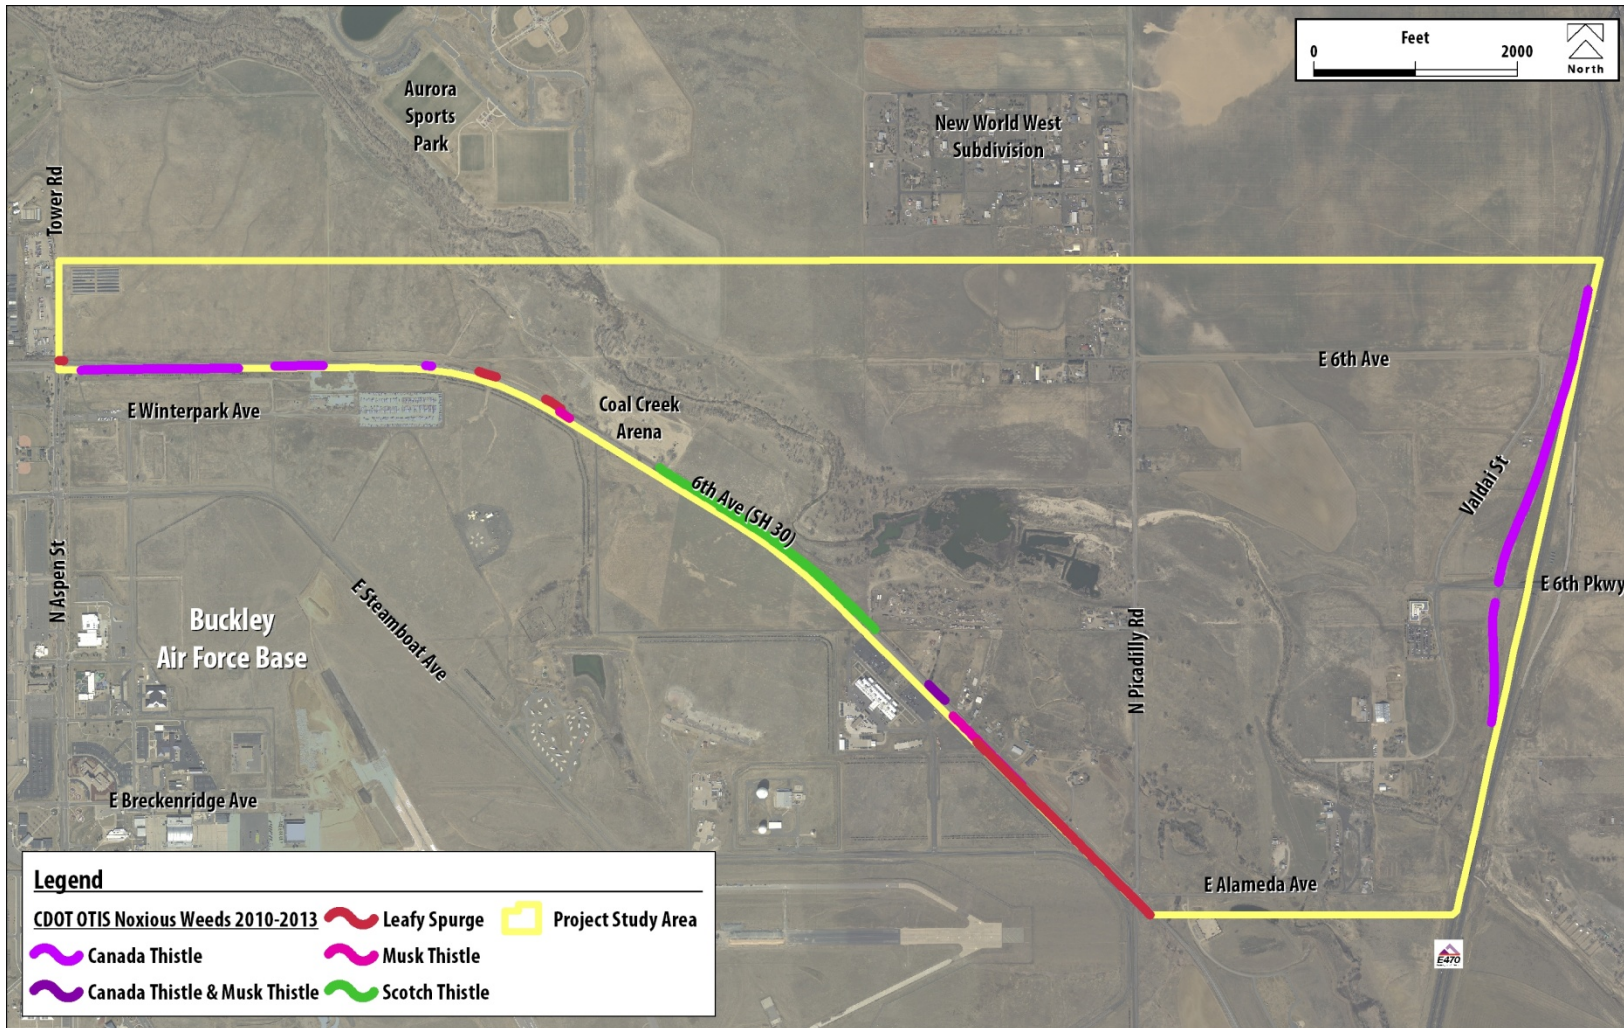 Feet
0
2000
North
Aurora
Sports
Park
New World West
Subdivision
Tower Rd
E 6th Ave
E Winterpark Ave
Coal Creek
Arena
6th Ave (SH 30)
Valdai St
E 6th Pkwy
N Aspen St
E Steamboat Ave
Buckley
Air Force Base
N Picadilly Rd
E Breckenridge Ave
E Alameda Ave
E470
Legend
CDOT OTIS Noxious Weeds 2010-2013
Leafy Spurge
Project Study Area
Canada Thistle
Musk Thistle
Canada Thistle & Musk Thistle
Scotch Thistle